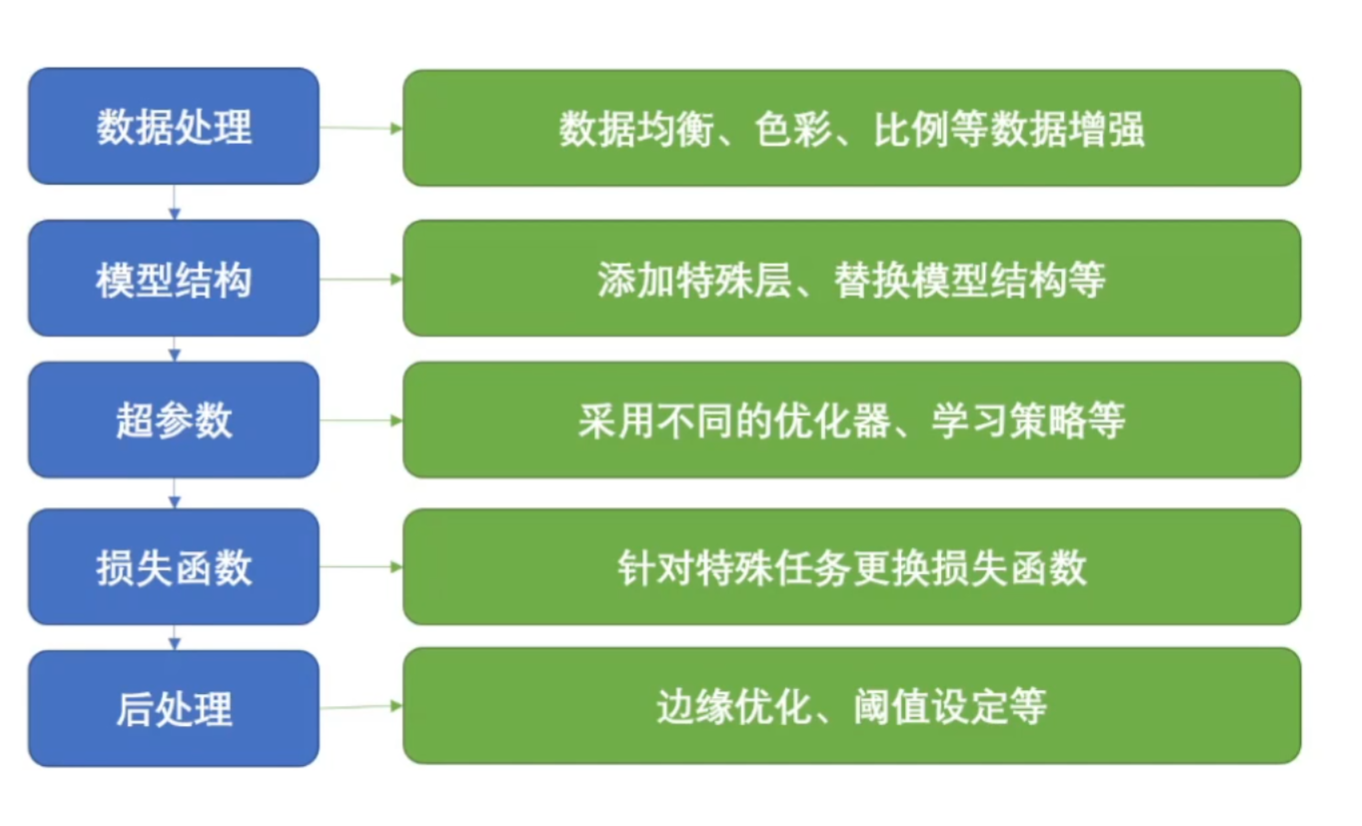 数据处理
数据均衡、色彩、比例等数据增强
模型结构
添加特殊层、替换模型结构等
超参数
采用不同的优化器、学习策略等
损失函数
针对特殊任务更换损失函数
后处理
边缘优化、阈值设定等